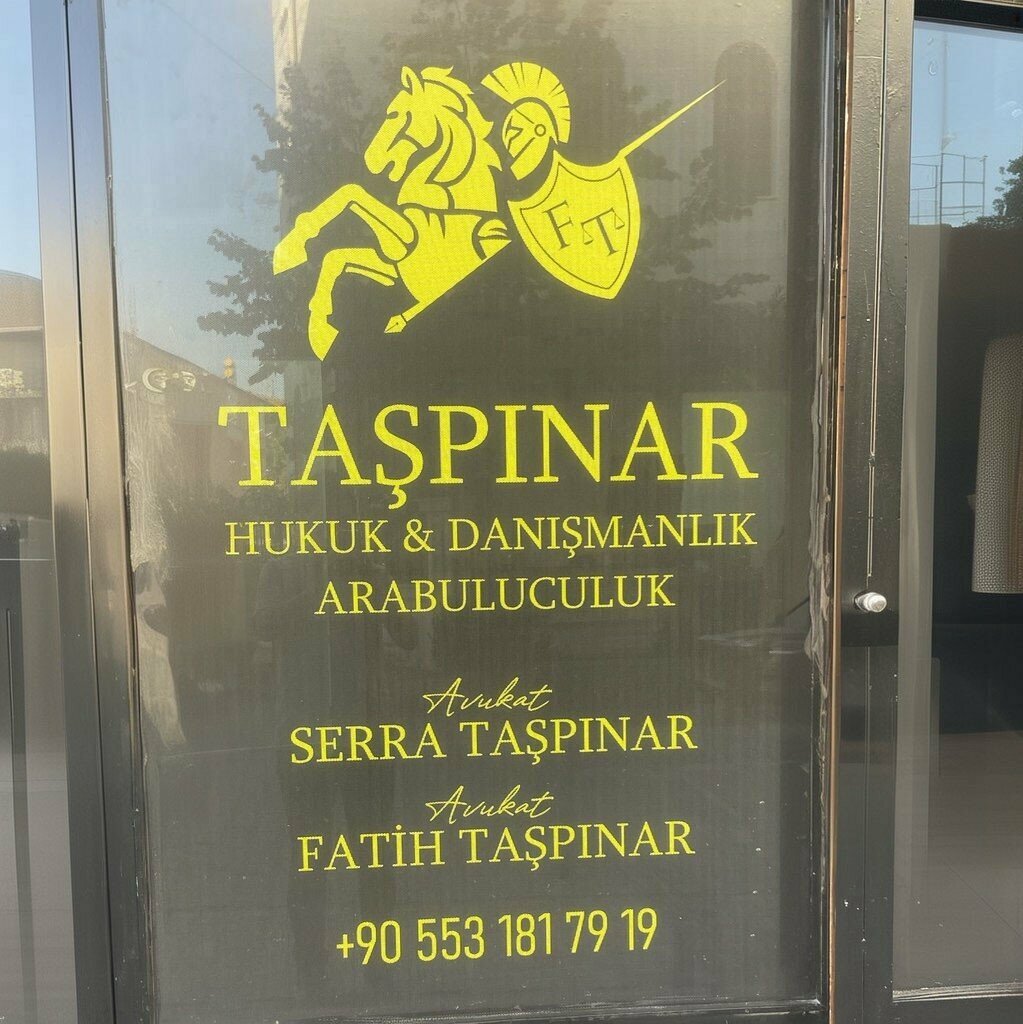 FT
TAŞPINAR
HUKUK & DANIŞMANLIK
ARABULUCULUK
Avukat
SERRA TAŞPINAR
Avukat
FATİH TAŞPINAR
+90 553 181 79 19